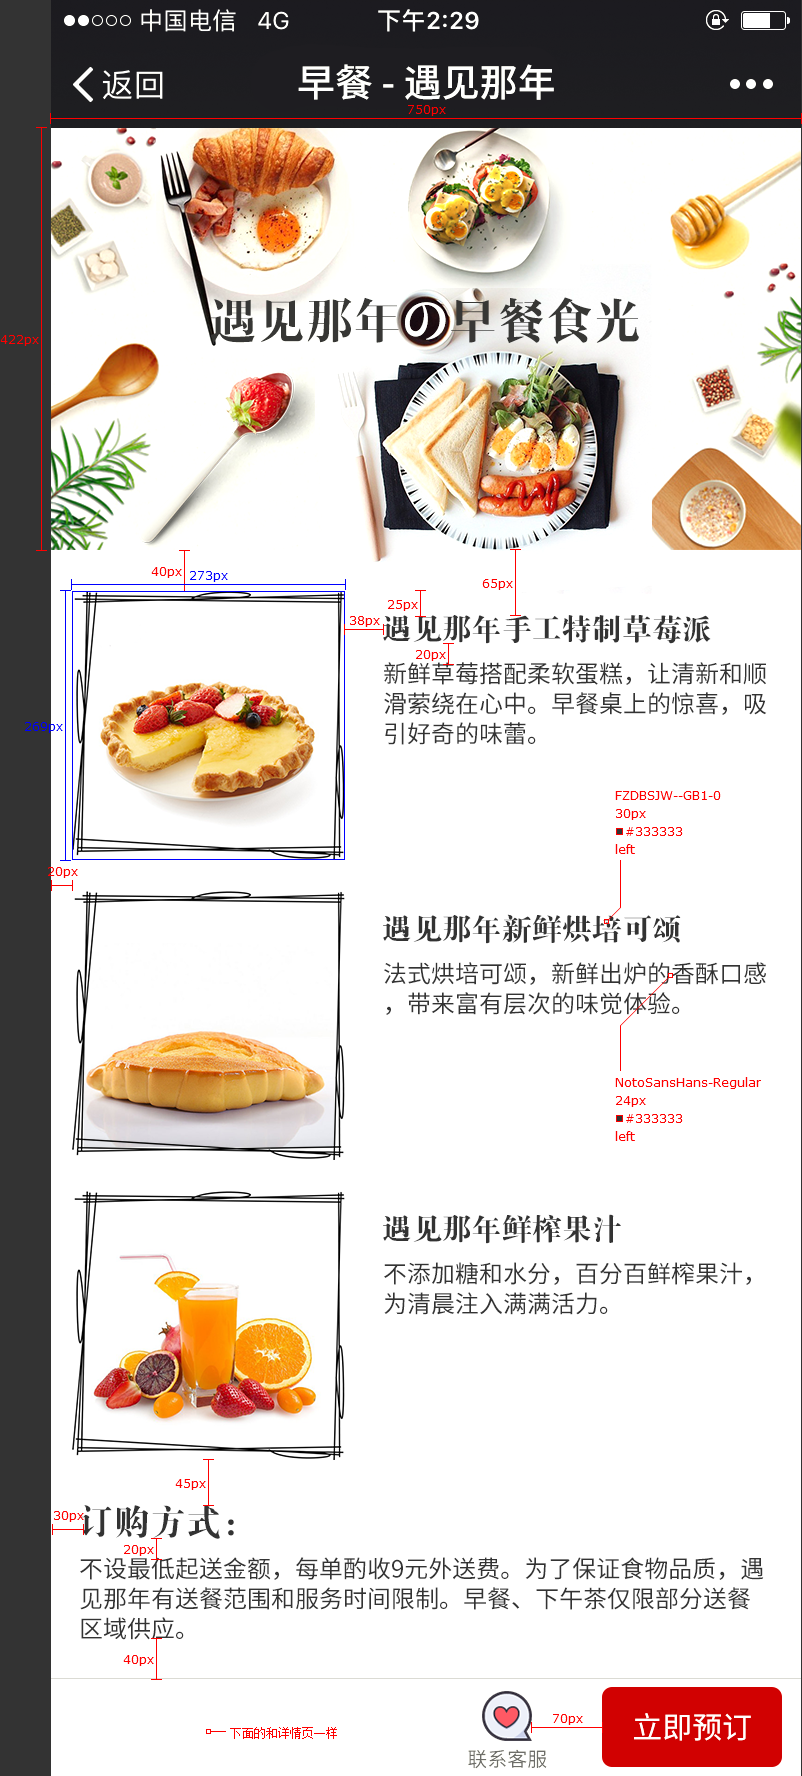 中国电信 4G 下午2:29
返回 早餐 - 遇见那年
750px
422px
遇见那年の早餐食光
40px
273px
65px
25px
38px
遇见那年手工特制草莓派
20px
新鲜草莓搭配柔软蛋糕，让清新和顺
滑萦绕在心中。早餐桌上的惊喜，吸
引好奇的味蕾。
269px
FZDBSJW--GB1-0
30px
#333333
left
20px
遇见那年新鲜烘培可颂
法式烘培可颂，新鲜出炉的香酥口感
，带来富有层次的味觉体验。
NotoSansHans-Regular
24px
#333333
left
遇见那年鲜榨果汁
不添加糖和水分，百分百鲜榨果汁，
为清晨注入满满活力。
45px
30px
订购方式：
20px
不设最低起送金额，每单酌收9元外送费。为了保证食物品质，遇
见那年有送餐范围和服务时间限制。早餐、下午茶仅限部分送餐
区域供应。
40px
下面的和详情页一样
70px
联系客服
立即预订